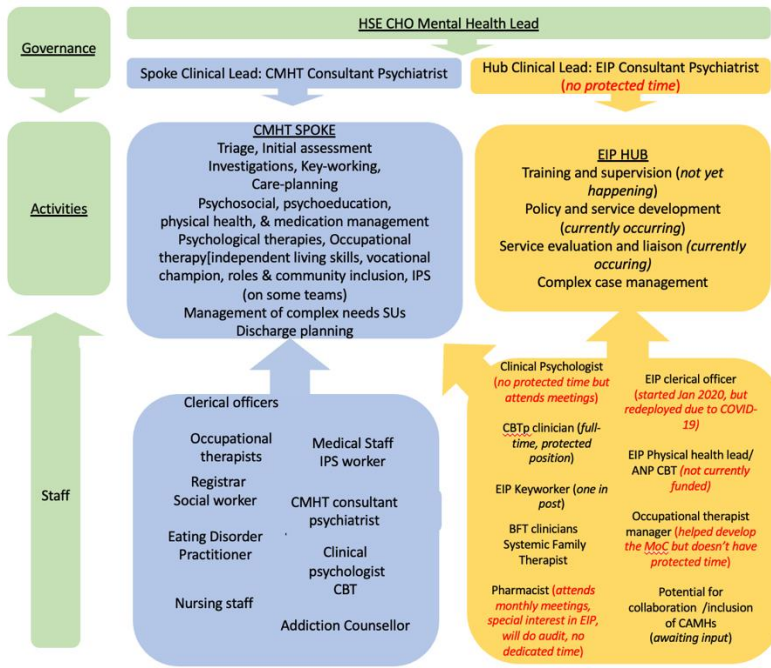 HSE CHO Mental Health Lead
Governance
Spoke Clinical Lead: CMHT Consultant Psychiatrist
Hub Clinical Lead: EIP Consultant Psychiatrist
(no protected time)
Activities
CMHT SPOKE
Triage, Initial assessment
Investigations, Key-working,
Care-planning
Psychosocial, psychoeducation,
physical health, & medication management
Psychological therapies, Occupational
therapy[independent living skills, vocational
champion, roles & community inclusion, IPS
(on some teams)
Management of complex needs SUs
Discharge planning
EIP HUB
Training and supervision (not yet
happening)
Policy and service development
(currently occurring)
Service evaluation and liaison (currently
occuring)
Complex case management
Staff
Clerical officers
Occupational
therapists
Registrar
Social worker
Eating Disorder
Practitioner
Nursing staff
Medical Staff
IPS worker
CMHT consultant
psychiatrist
Clinical
psychologist
CBT
Addiction Counsellor
Clinical Psychologist
(no protected time but
attends meetings)
CBTp clinician (full-
time, protected
position)
EIP Keyworker (one in
post)
BFT clinicians
Systemic Family
Therapist
Pharmacist (attends
monthly meetings,
special interest in EIP,
will do audit, no
dedicated time)
EIP clerical officer
(started Jan 2020, but
redeployed due to COVID-
19)
EIP Physical health lead/
ANP CBT (not currently
funded)
Occupational therapist
manager (helped develop
the MoC but doesn't have
protected time)
Potential for
collaboration /inclusion
of CAMHs
(awaiting input)